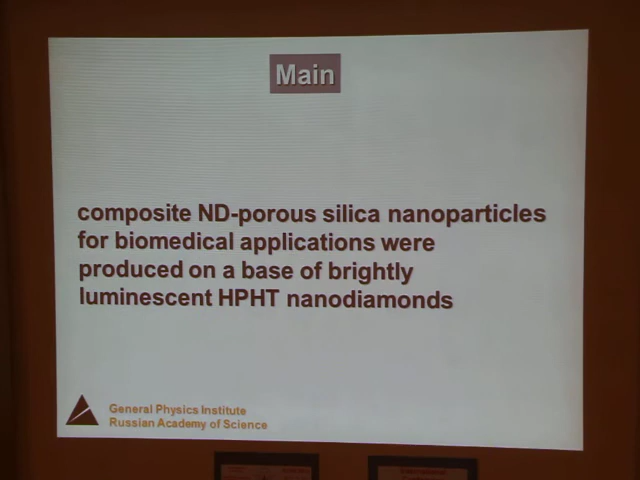 Main
composite ND-porous silica nanoparticles
for biomedical applications were
produced on a base of brightly
luminescent HPHT nanodiamonds
General Physics Institute
Russian Academy of Science